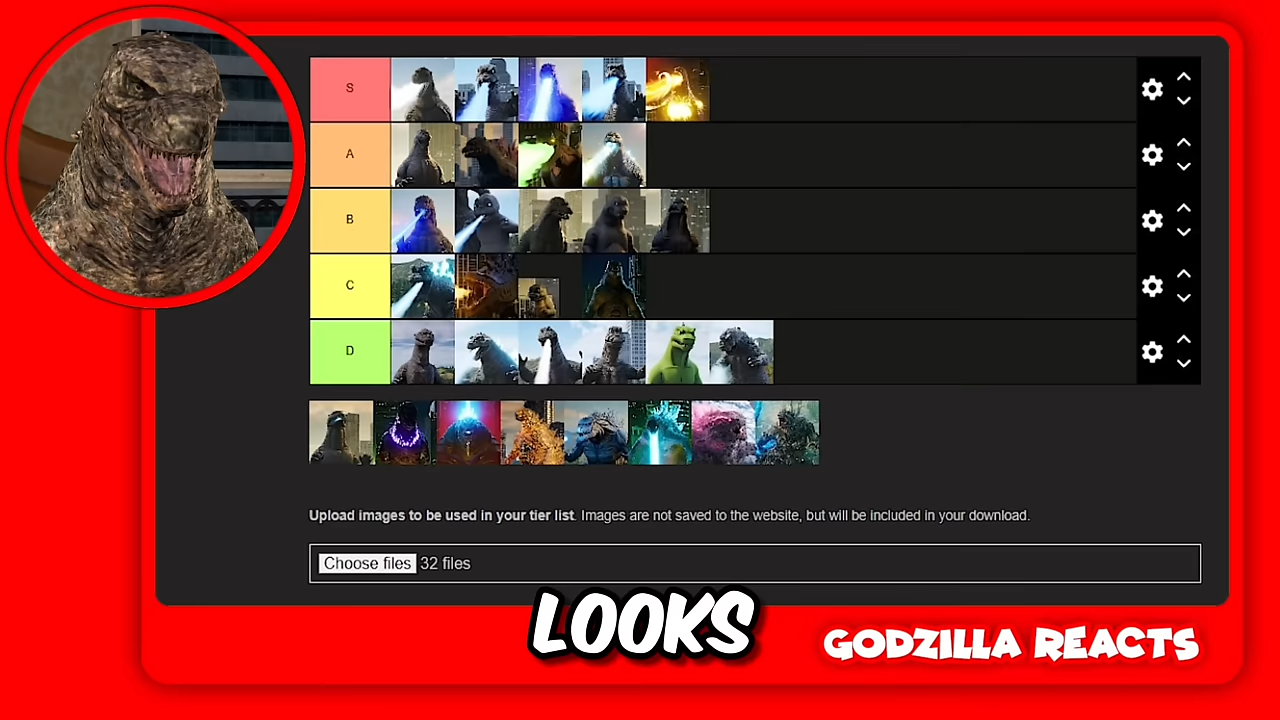 S
A
B
C
D
Upload images to be used in your tier list. Images are not saved to the website, but will be included in your download.
Choose files 32 files
LOOKS
GODZILLA REACTS